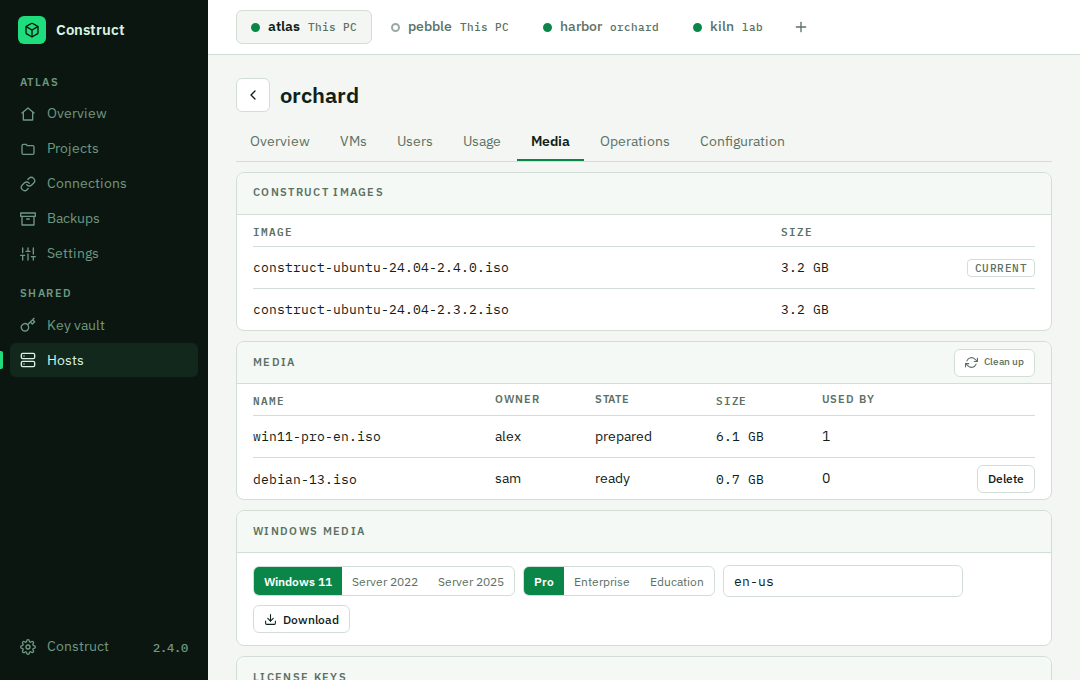 Construct
atlas This PC
pebble This PC
harbor orchard
kiln lab
ATLAS
Overview
Projects
Connections
Backups
Settings
SHARED
Key vault
Hosts
Construct 2.4.0
orchard
Overview VMs Users Usage Media Operations Configuration
CONSTRUCT IMAGES
IMAGE SIZE
construct-ubuntu-24.04-2.4.0.iso 3.2 GB CURRENT
construct-ubuntu-24.04-2.3.2.iso 3.2 GB
MEDIA Clean up
NAME OWNER STATE SIZE USED BY
win11-pro-en.iso alex prepared 6.1 GB 1
debian-13.iso sam ready 0.7 GB 0 Delete
WINDOWS MEDIA
Windows 11 Server 2022 Server 2025 Pro Enterprise Education en-us
Download
LICENSE KEYS